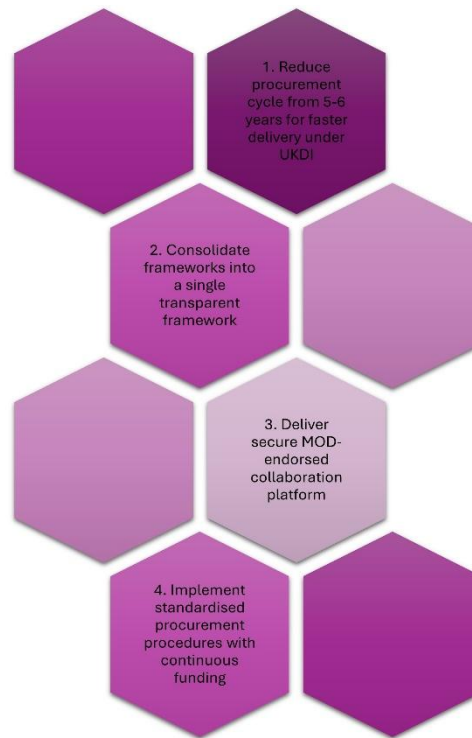 1. Reduce
procurement
cycle from 5-6
years for faster
delivery under
UKDI
2. Consolidate
frameworks into
a single
transparent
framework
3. Deliver
secure MOD-
endorsed
collaboration
platform
4. Implement
standardised
procurement
procedures with
continuous
funding